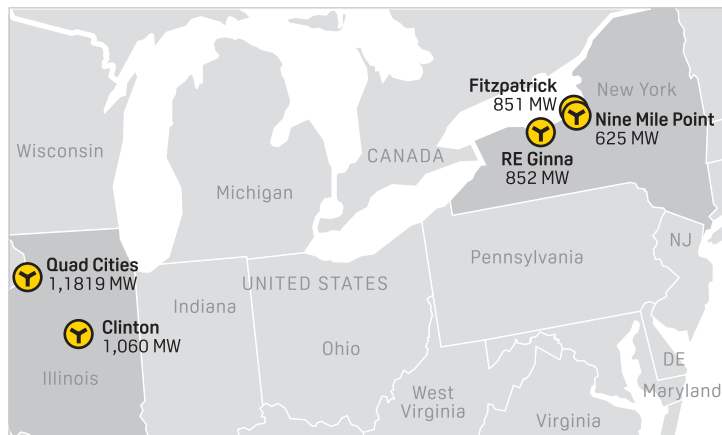 Fitzpatrick
851 MW
New York
Nine Mile Point
625 MW
Wisconsin
CANADA
RE Ginna
852 MW
Michigan
Pennsylvania
NJ
Quad Cities
1,1819 MW
UNITED STATES
Indiana
Clinton
1,060 MW
Ohio
DE
Illinois
West
Virginia
Maryland
Virginia